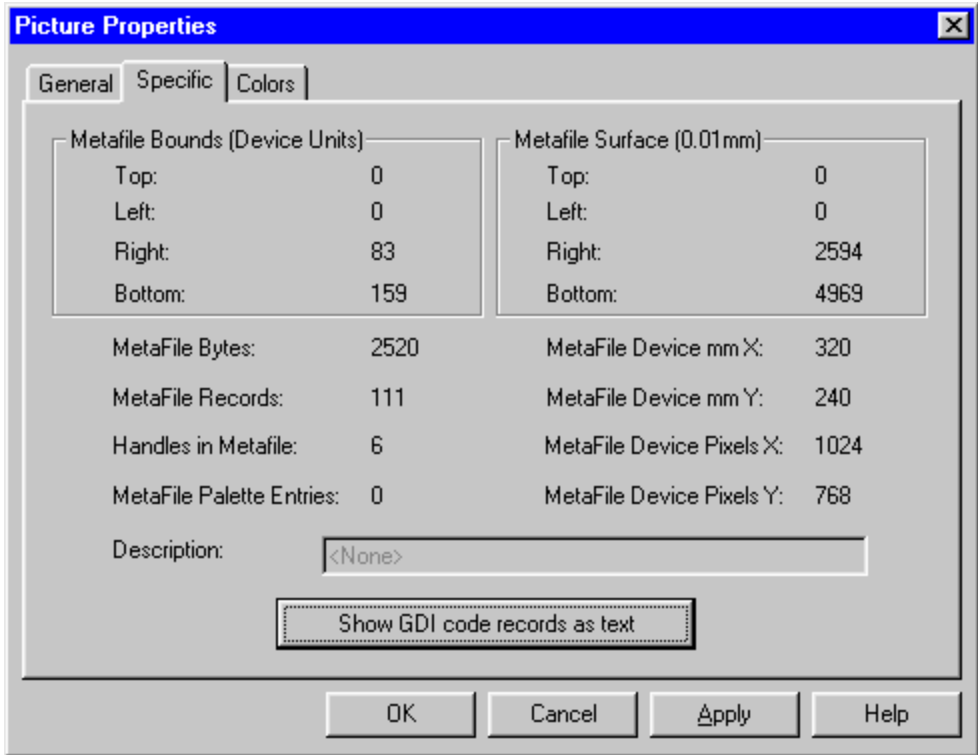 Picture Properties
General Specific Colors
Metafile Bounds (Device Units)
Top: 0
Left: 0
Right: 83
Bottom: 159
Metafile Surface (0.01mm)
Top: 0
Left: 0
Right: 2594
Bottom: 4969
MetaFile Bytes: 2520
MetaFile Records: 111
Handles in Metafile: 6
MetaFile Palette Entries: 0
MetaFile Device mm X: 320
MetaFile Device mm Y: 240
MetaFile Device Pixels X: 1024
MetaFile Device Pixels Y: 768
Description: <None>
Show GDI code records as text
OK Cancel Apply Help